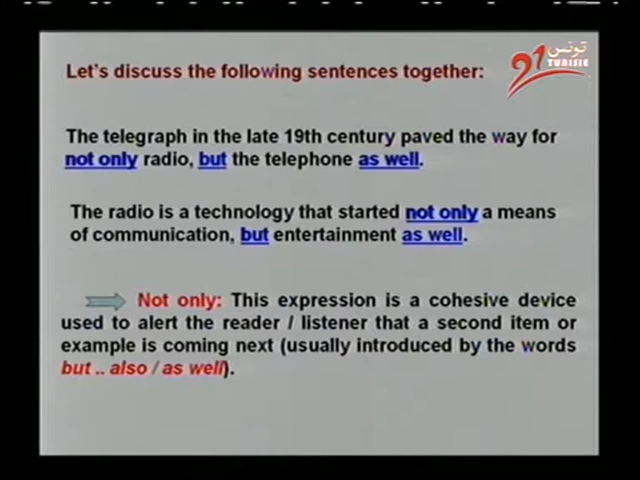 Let's discuss the following sentences together:
تونس
21
TUNISIE
The telegraph in the late 19th century paved the way for
not only radio, but the telephone as well.
The radio is a technology that started not only a means
of communication, but entertainment as well.
Not only: This expression is a cohesive device
used to alert the reader / listener that a second item or
example is coming next (usually introduced by the words
but .. also / as well).